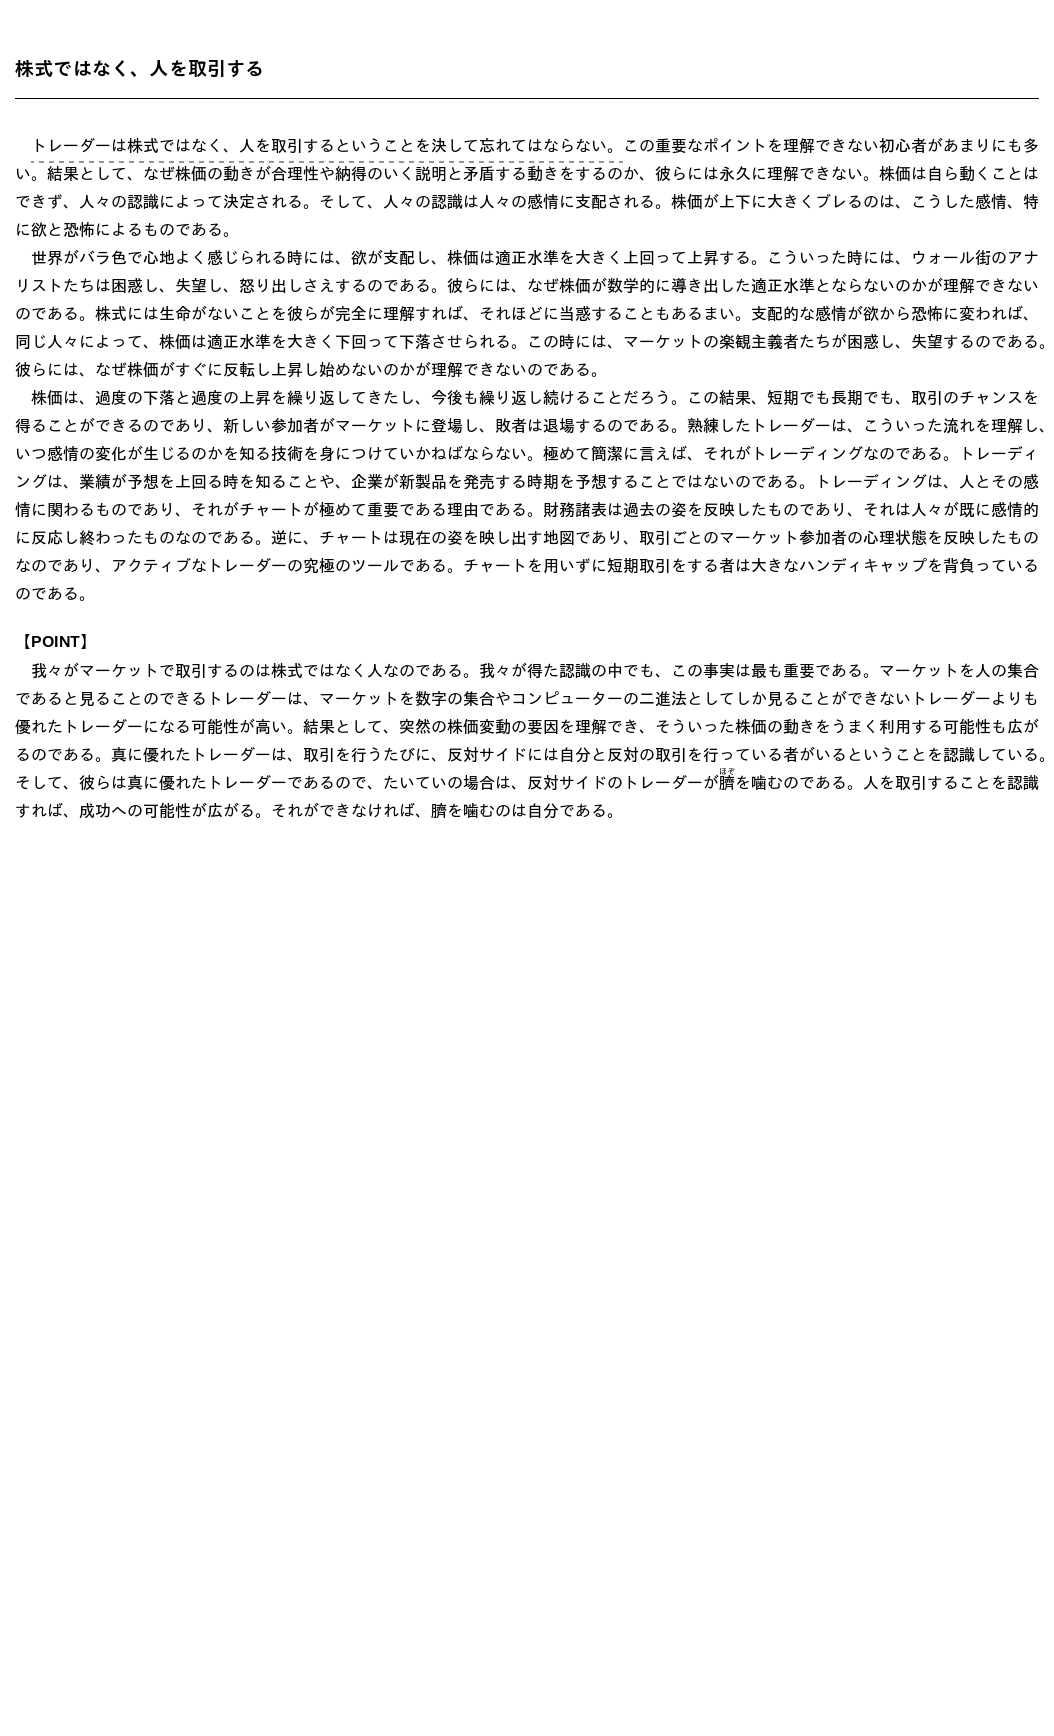 株式ではなく、人を取引する
トレーダーは株式ではなく、人を取引するということを決して忘れてはならない。この重要なポイントを理解できない初心者があまりにも多
い。結果として、なぜ株価の動きが合理性や納得のいく説明と矛盾する動きをするのか、彼らには永久に理解できない。株価は自ら動くことは
できず、人々の認識によって決定される。そして、人々の認識は人々の感情に支配される。株価が上下に大きくブレるのは、こうした感情、特
に欲と恐怖によるものである。
世界がバラ色で心地よく感じられる時には、欲が支配し、株価は適正水準を大きく上回って上昇する。こういった時には、ウォール街のアナ
リストたちは困惑し、失望し、怒り出しさえするのである。彼らには、なぜ株価が数学的に導き出した適正水準とならないのかが理解できない
のである。株式には生命がないことを彼らが完全に理解すれば、それほどに当惑することもあるまい。支配的な感情が欲から恐怖に変われば、
同じ人々によって、株価は適正水準を大きく下回って下落させられる。この時には、マーケットの楽観主義者たちが困惑し、失望するのである。
彼らには、なぜ株価がすぐに反転し上昇し始めないのかが理解できないのである。
株価は、過度の下落と過度の上昇を繰り返してきたし、今後も繰り返し続けることだろう。この結果、短期でも長期でも、取引のチャンスを
得ることができるのであり、新しい参加者がマーケットに登場し、敗者は退場するのである。熟練したトレーダーは、こういった流れを理解し、
いつ感情の変化が生じるのかを知る技術を身につけていかねばならない。極めて簡潔に言えば、それがトレーディングなのである。トレーディ
ングは、業績が予想を上回る時を知ることや、企業が新製品を発売する時期を予想することではないのである。トレーディングは、人とその感
情に関わるものであり、それがチャートが極めて重要である理由である。財務諸表は過去の姿を反映したものであり、それは人々が既に感情的
に反応し終わったものなのである。逆に、チャートは現在の姿を映し出す地図であり、取引ごとのマーケット参加者の心理状態を反映したもの
なのであり、アクティブなトレーダーの究極のツールである。チャートを用いずに短期取引をする者は大きなハンディキャップを背負っている
のである。
【POINT】
我々がマーケットで取引するのは株式ではなく人なのである。我々が得た認識の中でも、この事実は最も重要である。マーケットを人の集合
であると見ることのできるトレーダーは、マーケットを数字の集合やコンピューターの二進法としてしか見ることができないトレーダーよりも
優れたトレーダーになる可能性が高い。結果として、突然の株価変動の要因を理解でき、そういった株価の動きをうまく利用する可能性も広が
るのである。真に優れたトレーダーは、取引を行うたびに、反対サイドには自分と反対の取引を行っている者がいるということを認識している。
ほぞ
そして、彼らは真に優れたトレーダーであるので、たいていの場合は、反対サイドのトレーダーが臍を噛むのである。人を取引することを認識
すれば、成功への可能性が広がる。それができなければ、臍を噛むのは自分である。